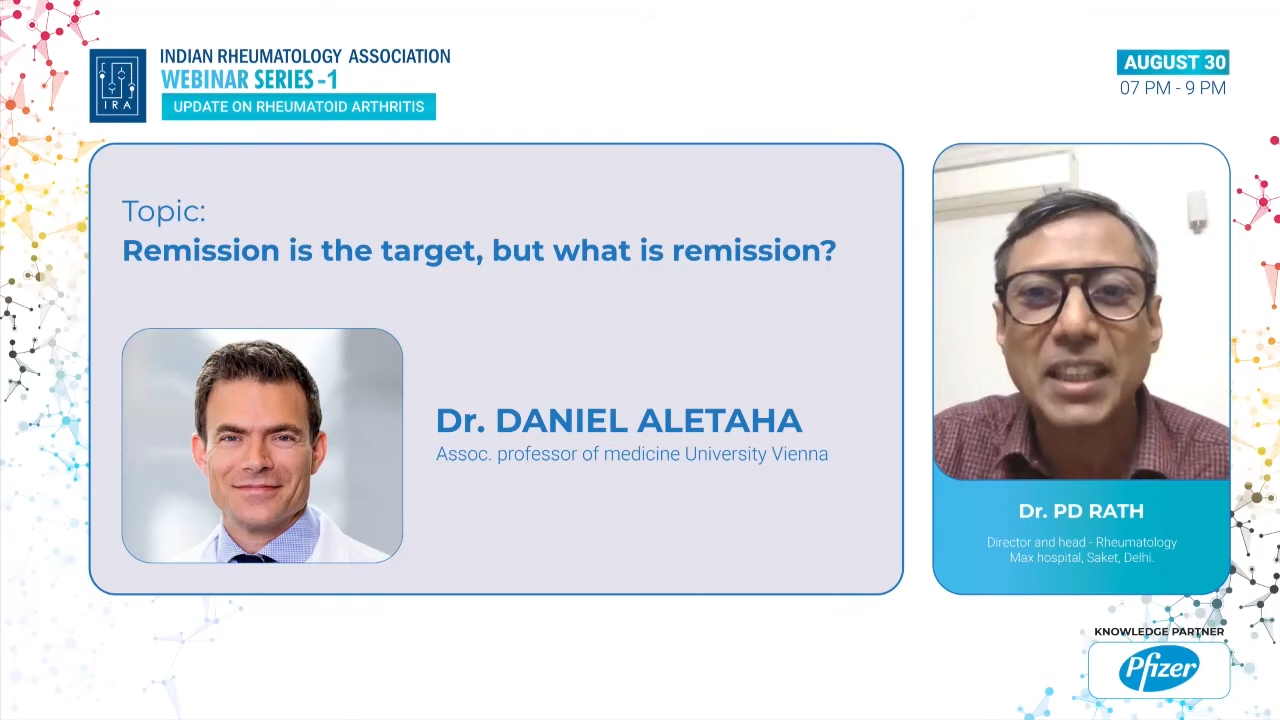 INDIAN RHEUMATOLOGY ASSOCIATION
WEBINAR SERIES -1
UPDATE ON RHEUMATOID ARTHRITIS
IRA
AUGUST 30
07 PM - 9 PM
Topic:
Remission is the target, but what is remission?
Dr. DANIEL ALETAHA
Assoc. professor of medicine University Vienna
Dr. PD RATH
Director and head - Rheumatology
Max hospital, Saket, Delhi.
KNOWLEDGE PARTNER
Pfizer